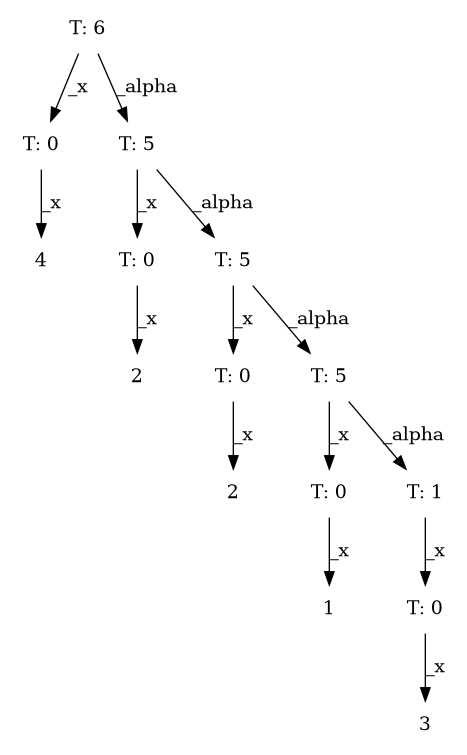 T: 6
_x _alpha
T: 0 T: 5
_x _x _alpha
4 T: 0 T: 5
_x _x _alpha
2 T: 0 T: 5
_x _x _alpha
2 T: 0 T: 1
_x _x
1 T: 0
_x
3